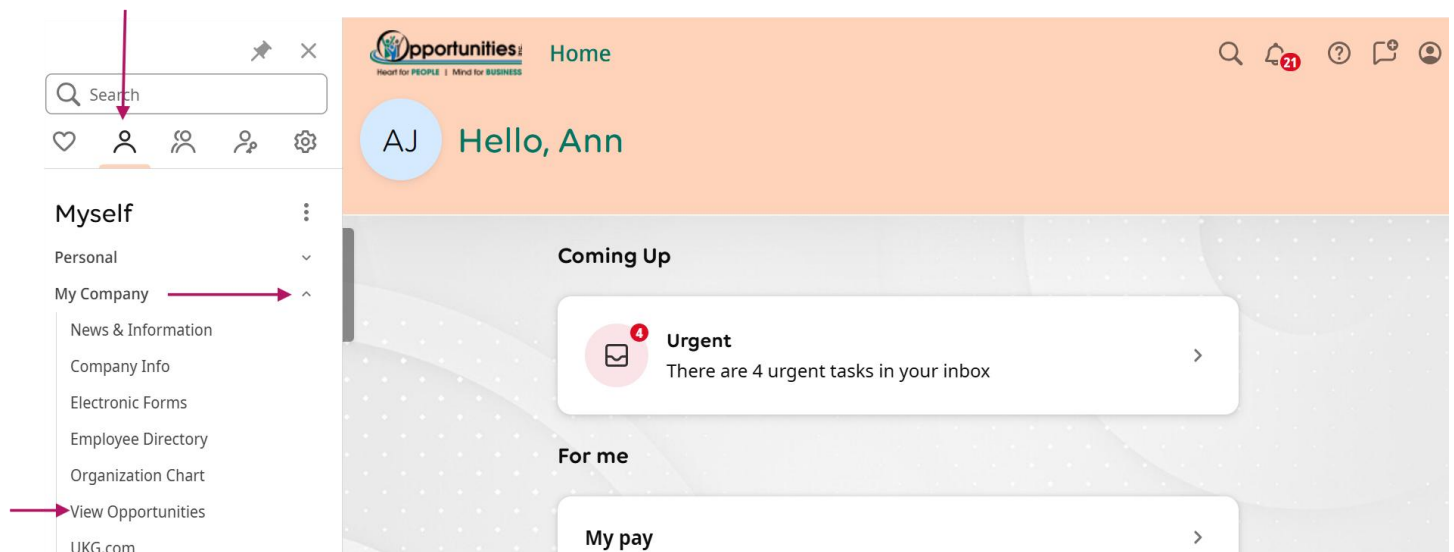 Search
Myself
Personal
My Company
News & Information
Company Info
Electronic Forms
Employee Directory
Organization Chart
View Opportunities
UKG.com
Opportunities Inc.
Heart for PEOPLE | Mind for BUSINESS
Home
21
AJ
Hello, Ann
Coming Up
4
Urgent
There are 4 urgent tasks in your inbox
For me
My pay